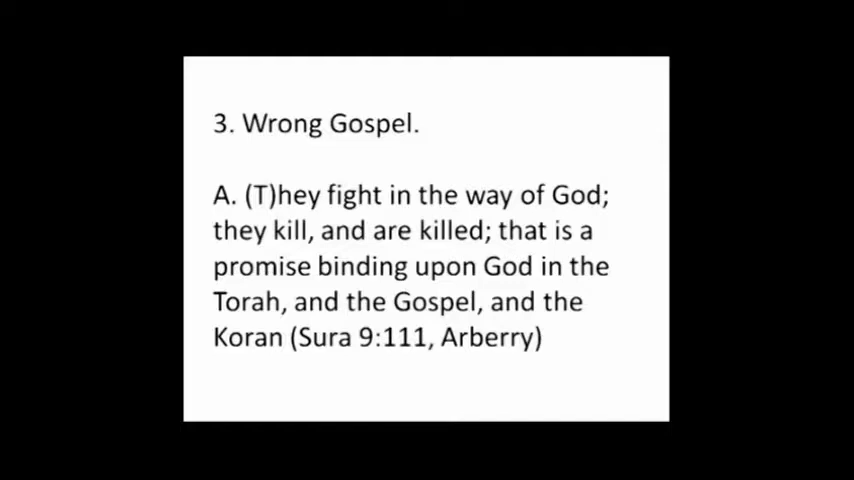 3. Wrong Gospel.
A. (T)hey fight in the way of God;
they kill, and are killed; that is a
promise binding upon God in the
Torah, and the Gospel, and the
Koran (Sura 9:111, Arberry)